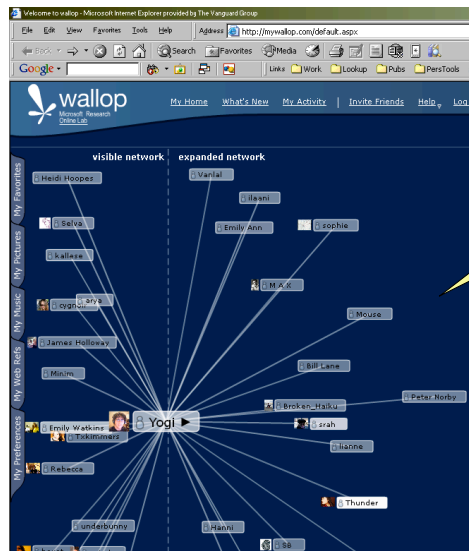 Welcome to wallop - Microsoft Internet Explorer provided by The Vanguard Group
File Edit View Favorites Tools Help Address http://mywallop.com/default.aspx
Back Search Favorites Media
Google Links Work Lookup Pubs PersTools
wallop
Microsoft Research
Online Lab
My Home What's New My Activity | Invite Friends Help Log
visible network expanded network
My Favorites
My Pictures
My Music
My Web Refs
My Preferences
Heidi Hoopes
Vanlal
ilaani
Selva
Emily Ann
sophie
kallese
M A X
cygnoir
arya
Mouse
James Holloway
Bill Lane
Minim
Peter Norby
Broken_Haiku
Yogi
srah
Emily Watkins
Txkimmers
lianne
Rebecca
Thunder
underbunny
Hanni